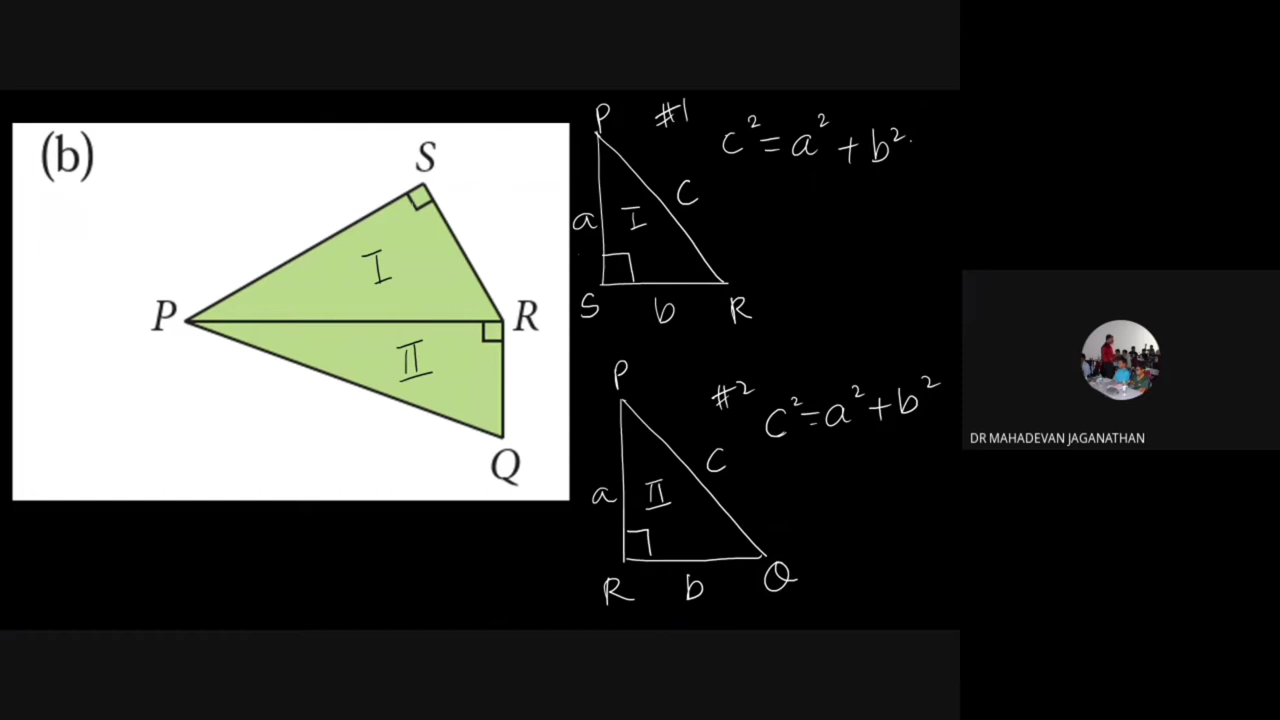 (b)
S
I
P
R
II
Q
P
#1
c² = a² + b².
a
I
c
S
b
R
P
#2
c² = a² + b²
c
a
II
R
b
Q
DR MAHADEVAN JAGANATHAN